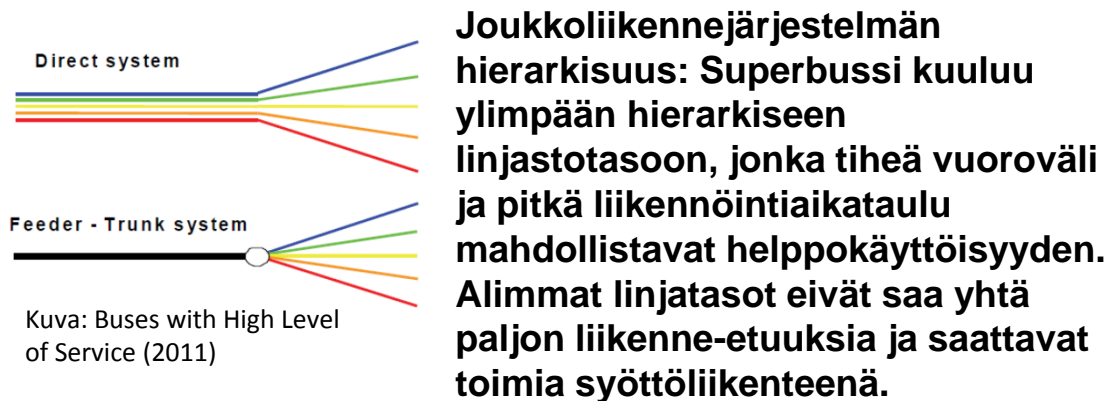 Direct system
Feeder - Trunk system
Kuva: Buses with High Level
of Service (2011)
Joukkoliikennejärjestelmän
hierarkisuus: Superbussi kuuluu
ylimpään hierarkiseen
linjastotasoon, jonka tiheä vuoroväli
ja pitkä liikennöintiaikataulu
mahdollistavat helppokäyttöisyyden.
Alimmat linjatasot eivät saa yhtä
paljon liikenne-etuuksia ja saattavat
toimia syöttöliikenteenä.